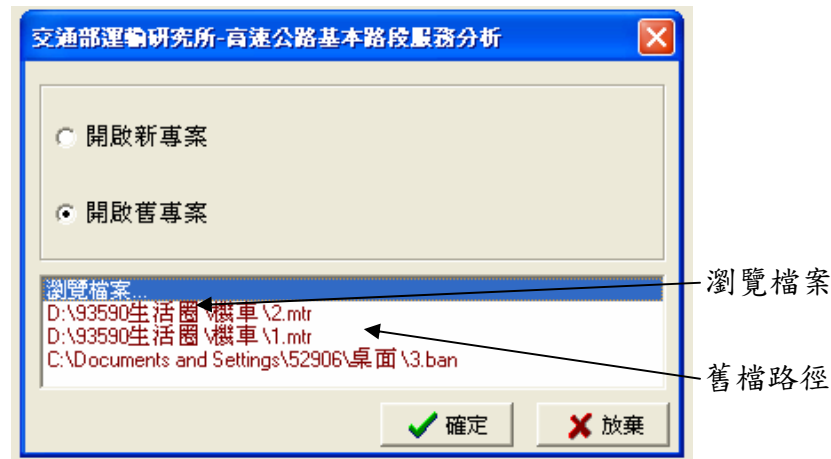 交通部運輸研究所-高速公路基本路段服務分析
開啟新專案
開啟舊專案
瀏覽檔案...
D:\93590生活圈\機車\2.mtr
D:\93590生活圈\機車\1.mtr
C:\Documents and Settings\52906\桌面\3.ban
瀏覽檔案
舊檔路徑
確定
放棄